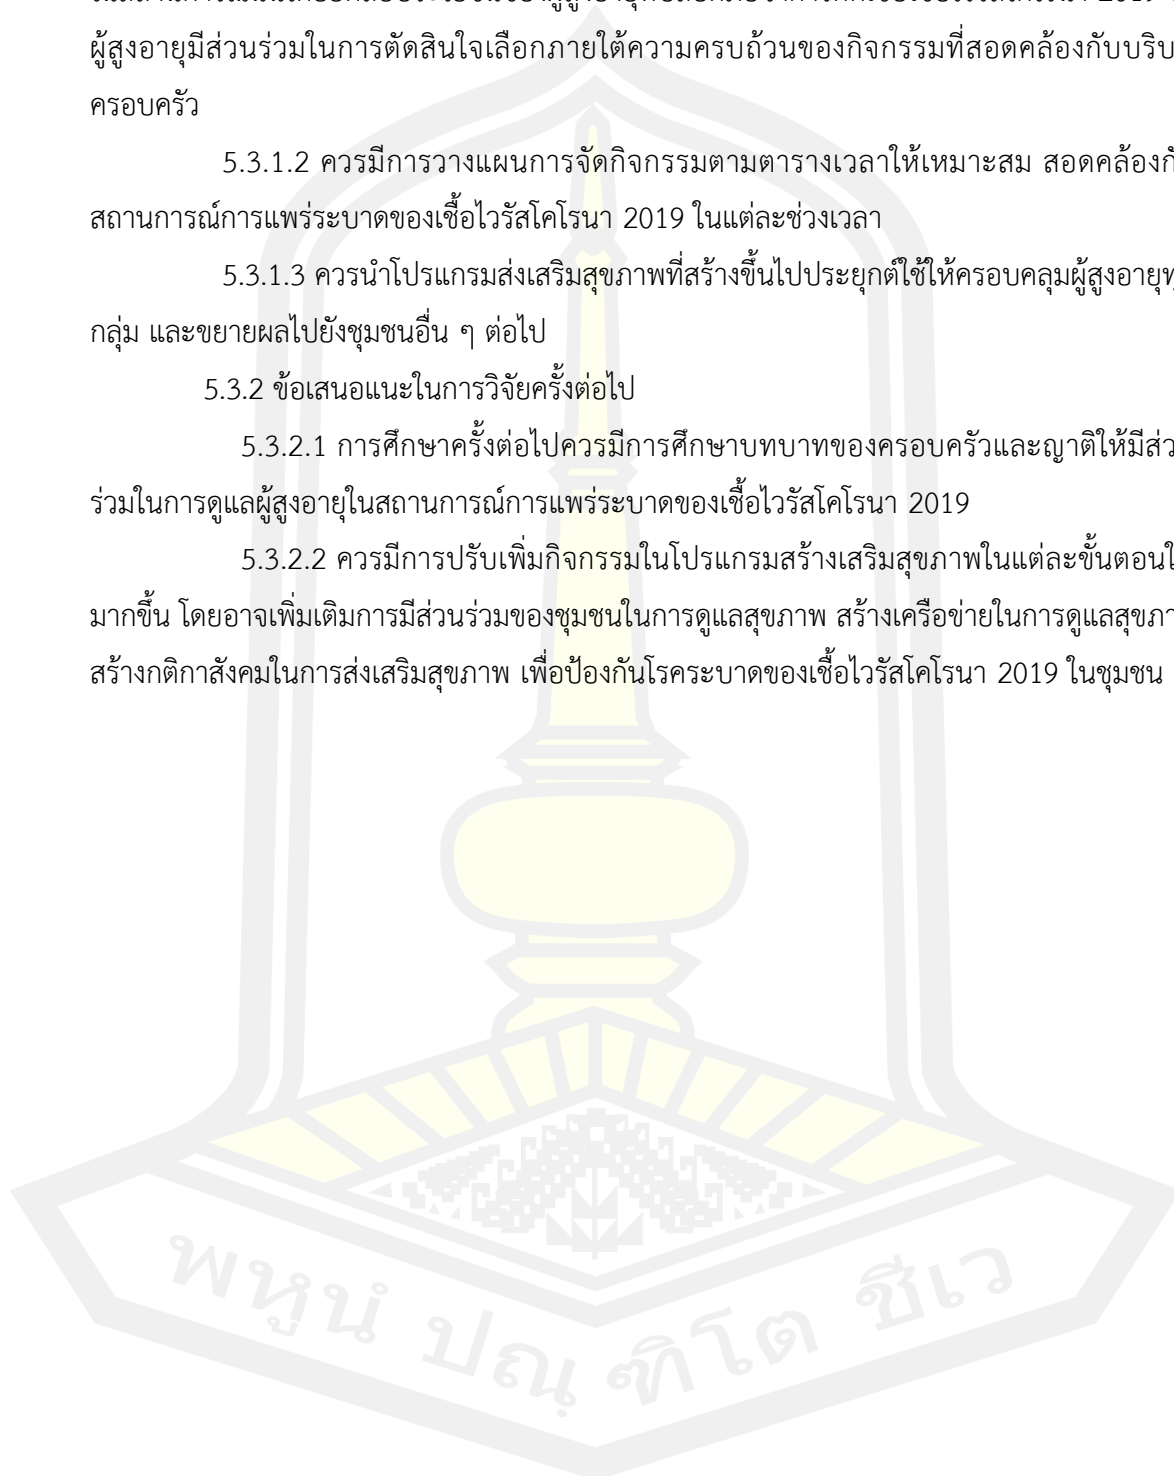 ผู้สูงอายุมีส่วนร่วมในการตัดสินใจเลือกภายใต้ความครบถ้วนของกิจกรรมที่สอดคล้องกับบริบ
ครอบครัว
5.3.1.2 ควรมีการวางแผนการจัดกิจกรรมตามตารางเวลาให้เหมาะสม สอดคล้องกั
สถานการณ์การแพร่ระบาดของเชื้อไวรัสโคโรนา 2019 ในแต่ละช่วงเวลา
5.3.1.3 ควรนำโปรแกรมส่งเสริมสุขภาพที่สร้างขึ้นไปประยุกต์ใช้ให้ครอบคลุมผู้สูงอายุทุ
กลุ่ม และขยายผลไปยังชุมชนอื่น ๆ ต่อไป
5.3.2 ข้อเสนอแนะในการวิจัยครั้งต่อไป
5.3.2.1 การศึกษาครั้งต่อไปควรมีการศึกษาบทบาทของครอบครัวและญาติให้มีส่ว
ร่วมในการดูแลผู้สูงอายุในสถานการณ์การแพร่ระบาดของเชื้อไวรัสโคโรนา 2019
5.3.2.2 ควรมีการปรับเพิ่มกิจกรรมในโปรแกรมสร้างเสริมสุขภาพในแต่ละขั้นตอนใ
มากขึ้น โดยอาจเพิ่มเติมการมีส่วนร่วมของชุมชนในการดูแลสุขภาพ สร้างเครือข่ายในการดูแลสุขภา
สร้างกติกาสังคมในการส่งเสริมสุขภาพ เพื่อป้องกันโรคระบาดของเชื้อไวรัสโคโรนา 2019 ในชุมชน
พหูนํ ปณฺฑิโต ชีเว